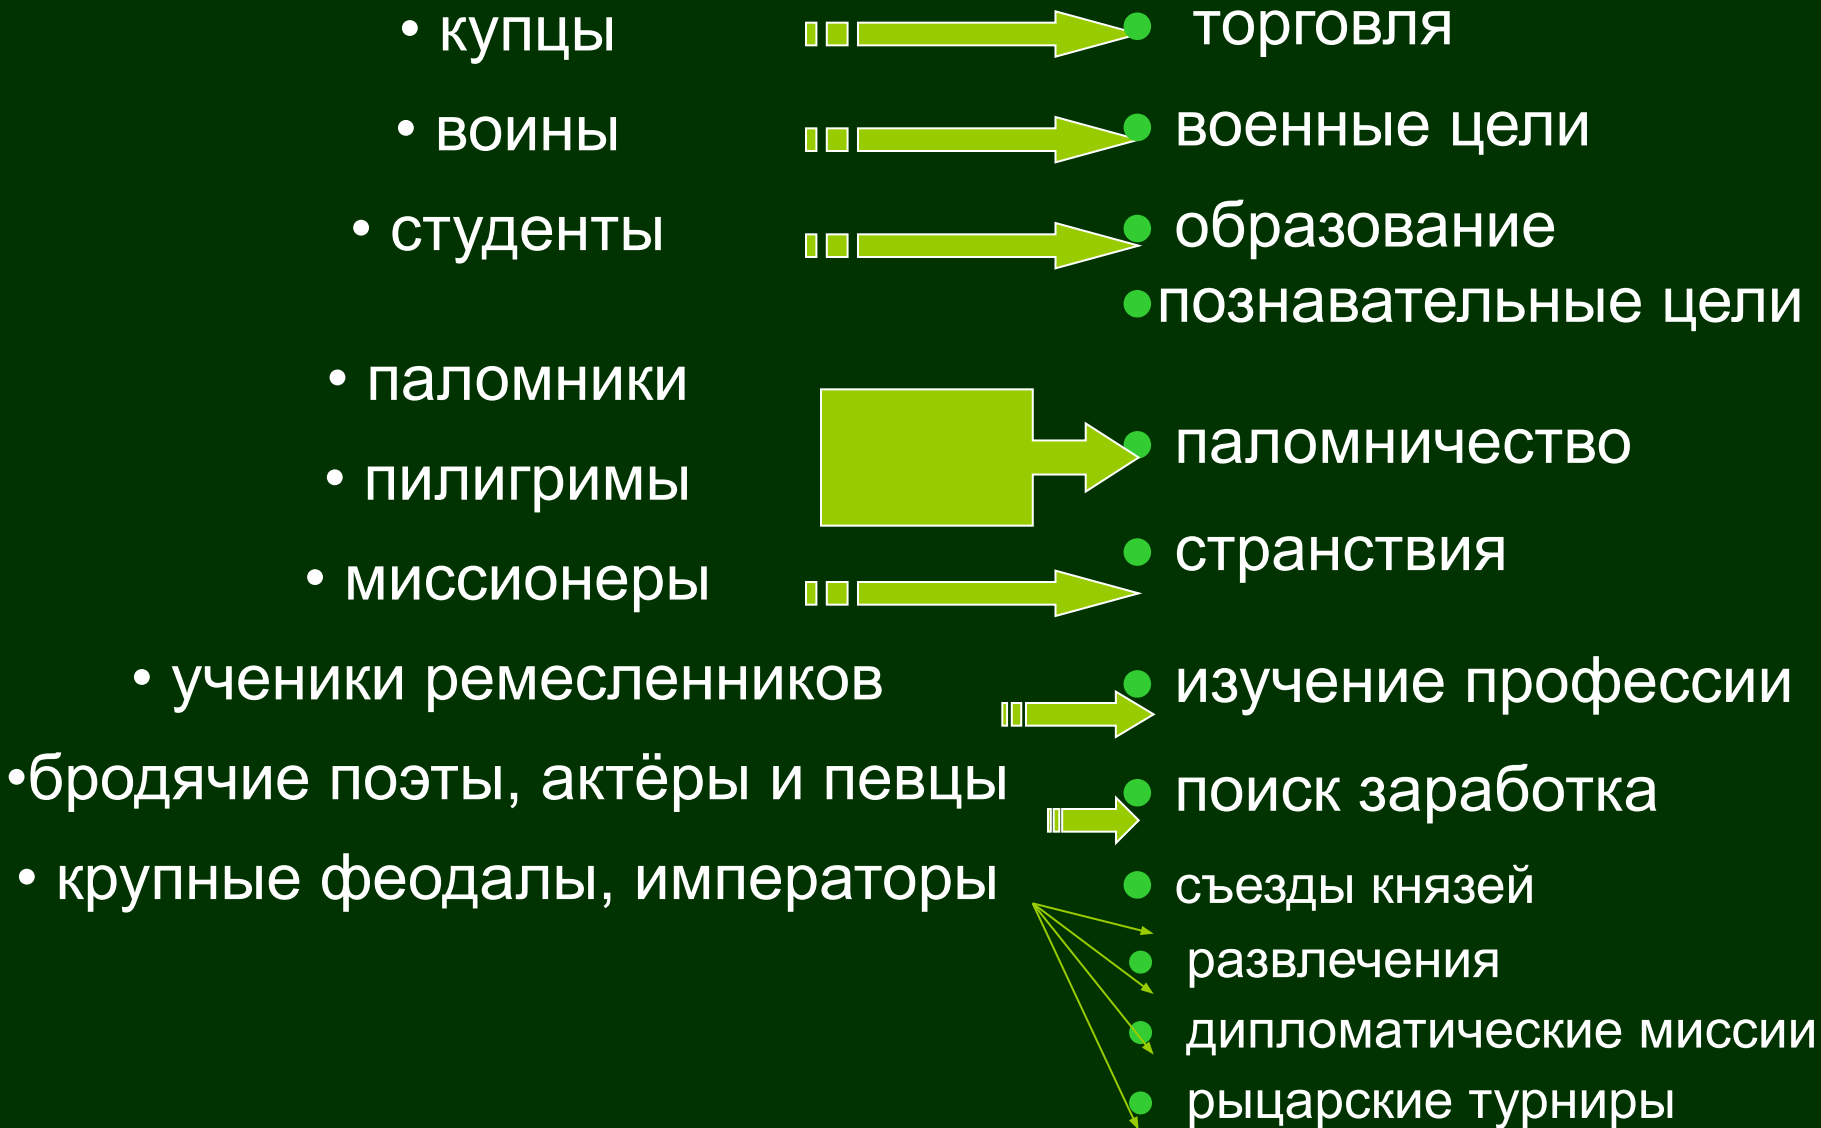 • купцы
• воины
• студенты
• паломники
• пилигримы
• миссионеры
• ученики ремесленников
•бродячие поэты, актёры и певцы
• крупные феодалы, императоры
• торговля
• военные цели
• образование
• познавательные цели
• паломничество
• странствия
• изучение профессии
• поиск заработка
• съезды князей
• развлечения
• дипломатические миссии
• рыцарские турниры